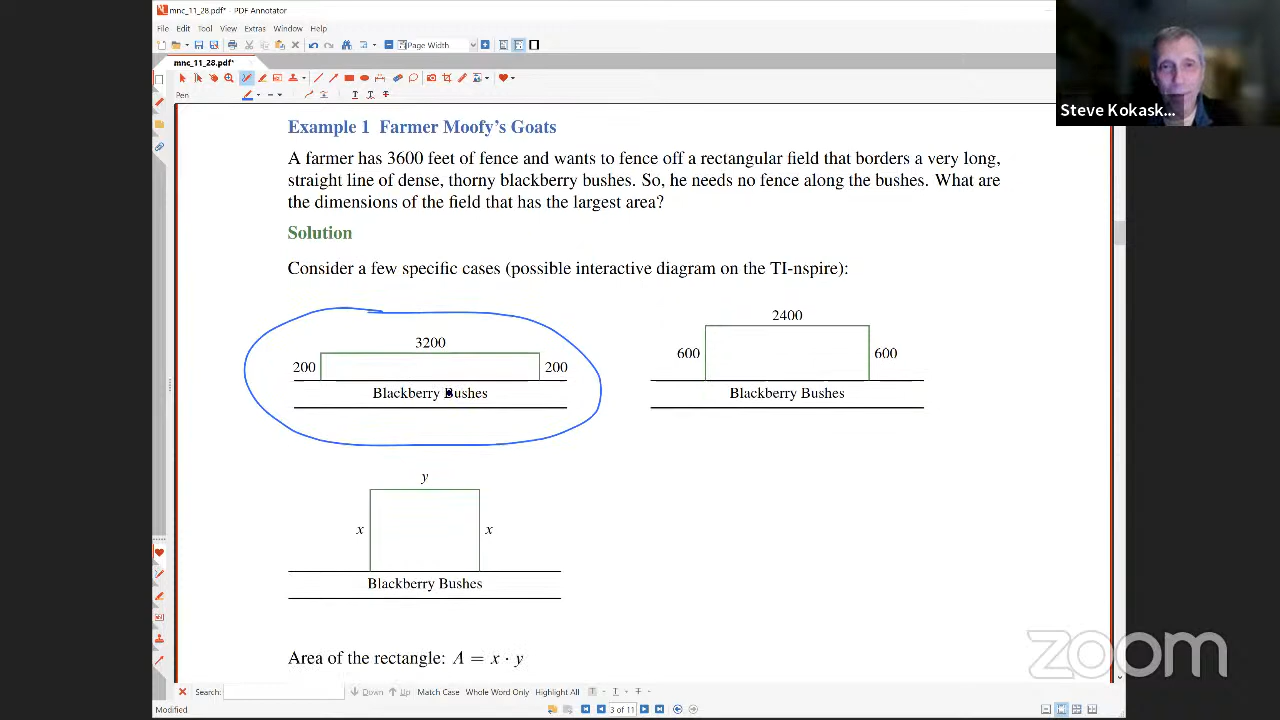 mnc_11_28.pdf* - PDF Annotator
File Edit Tool View Extras Window Help
Page Width
mnc_11_28.pdf*
Pen
Steve Kokask...
Example 1 Farmer Moofy's Goats
A farmer has 3600 feet of fence and wants to fence off a rectangular field that borders a very long,
straight line of dense, thorny blackberry bushes. So, he needs no fence along the bushes. What are
the dimensions of the field that has the largest area?
Solution
Consider a few specific cases (possible interactive diagram on the TI-nspire):
3200
200 200
Blackberry Bushes
2400
600 600
Blackberry Bushes
y
x x
Blackberry Bushes
Area of the rectangle: A = x · y
zoom
Search: Down Up Match Case Whole Word Only Highlight All
Modified 3 of 11